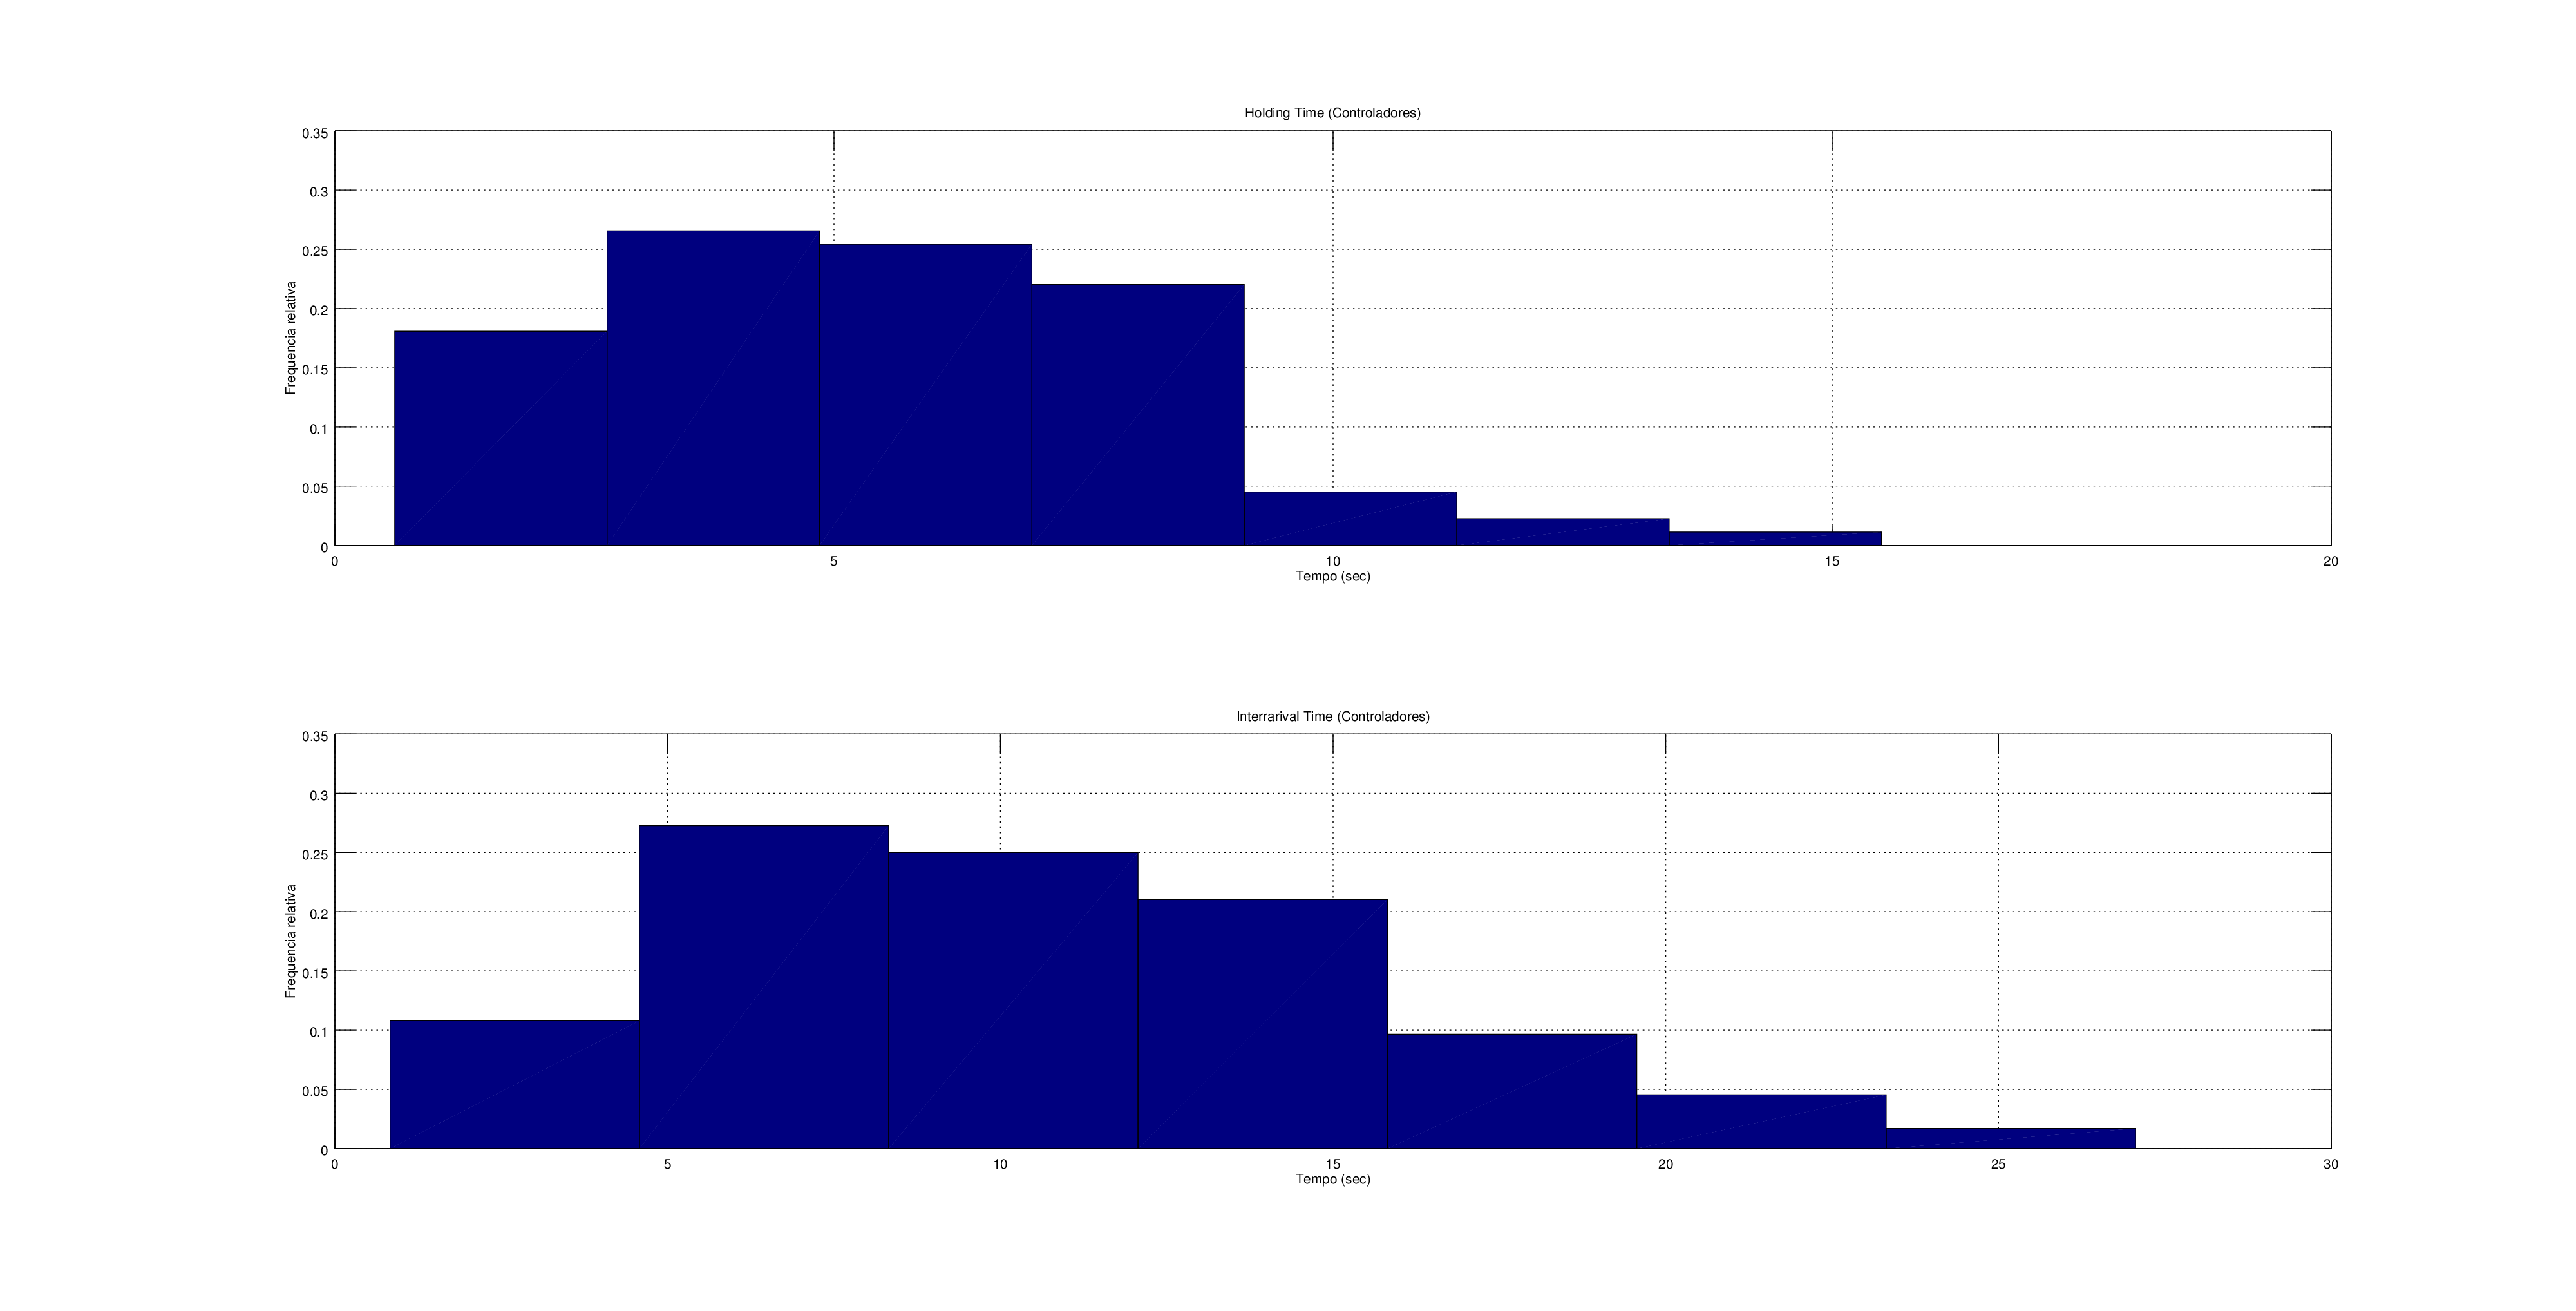 Holding Time (Controladores)
0.35
0.3
0.25
0.2
0.15
0.1
0.05
0
Frequencia relativa
0 5 10 15 20
Tempo (sec)
Interrarival Time (Controladores)
0.35
0.3
0.25
0.2
0.15
0.1
0.05
0
Frequencia relativa
0 5 10 15 20 25 30
Tempo (sec)